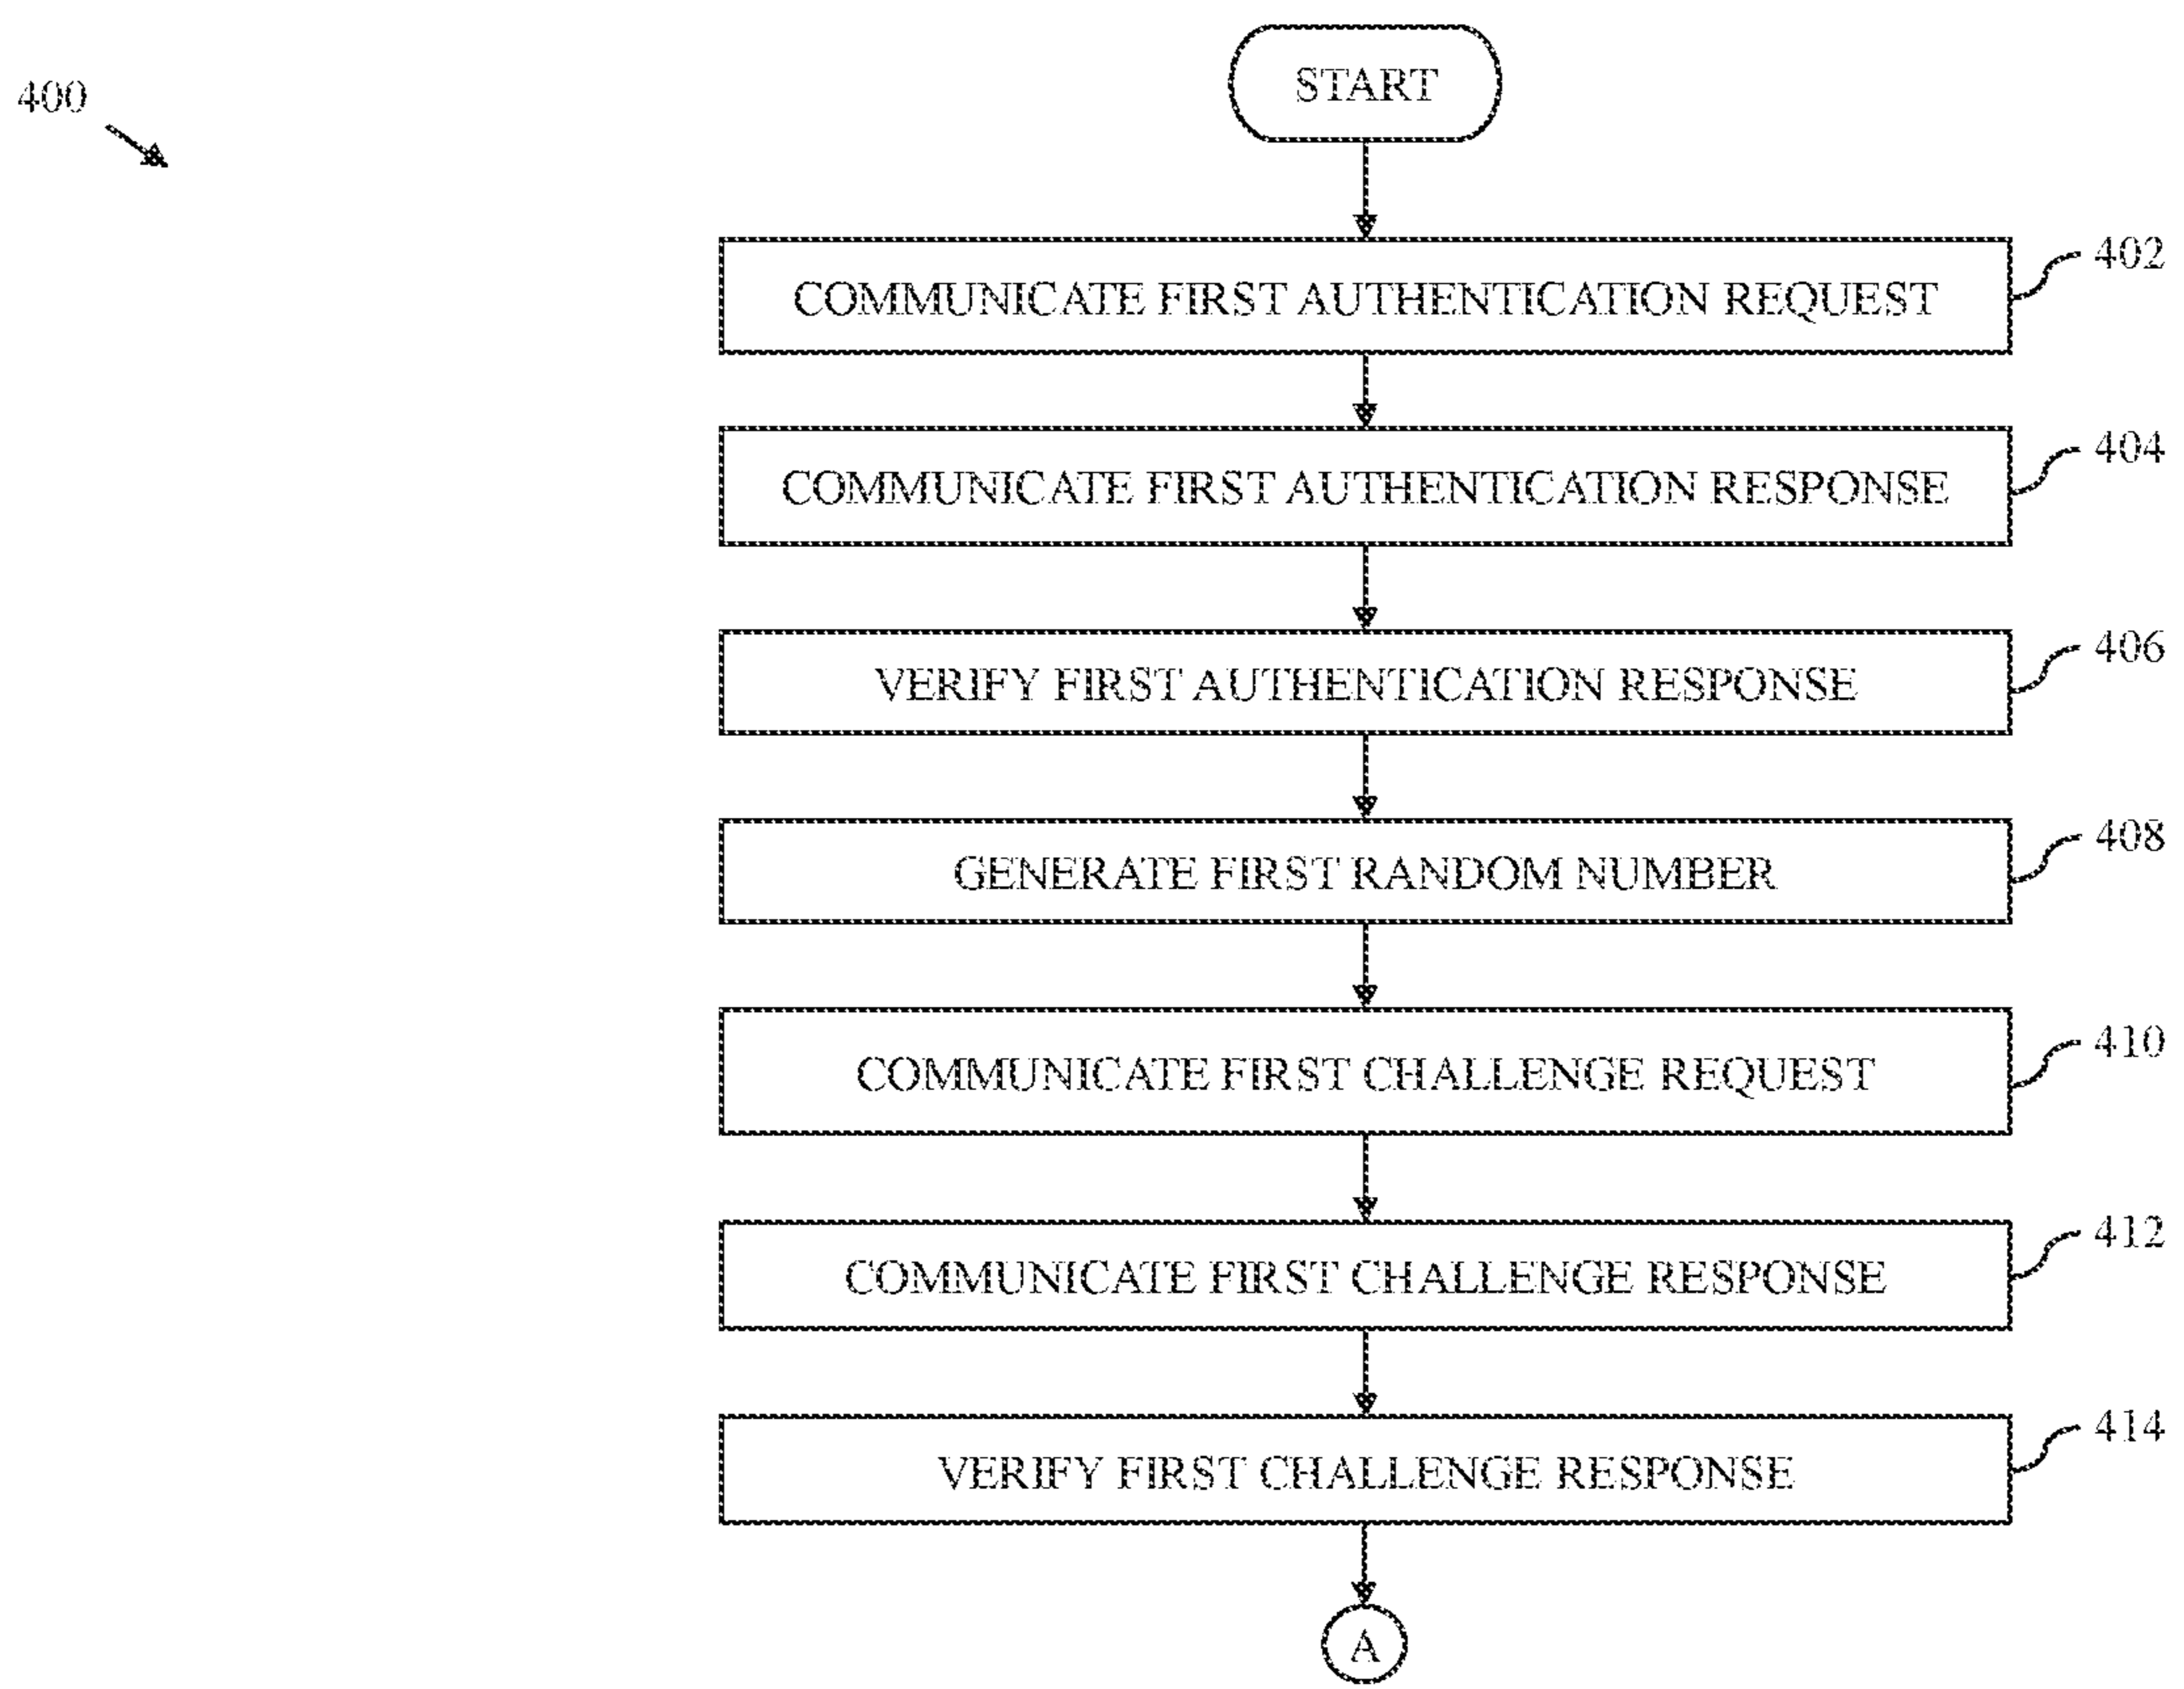 START
400
402
COMMUNICATE FIRST AUTHENTICATION REQUEST
404
COMMUNICATE FIRST AUTHENTICATION RESPONSE
406
VERIFY FIRST AUTHENTICATION RESPONSE
408
GENERATE FIRST RANDOM NUMBER
410
COMMUNICATE FIRST CHALLENGE REQUEST
412
COMMUNICATE FIRST CHALLENGE RESPONSE
414
VERIFY FIRST CHALLENGE RESPONSE
A